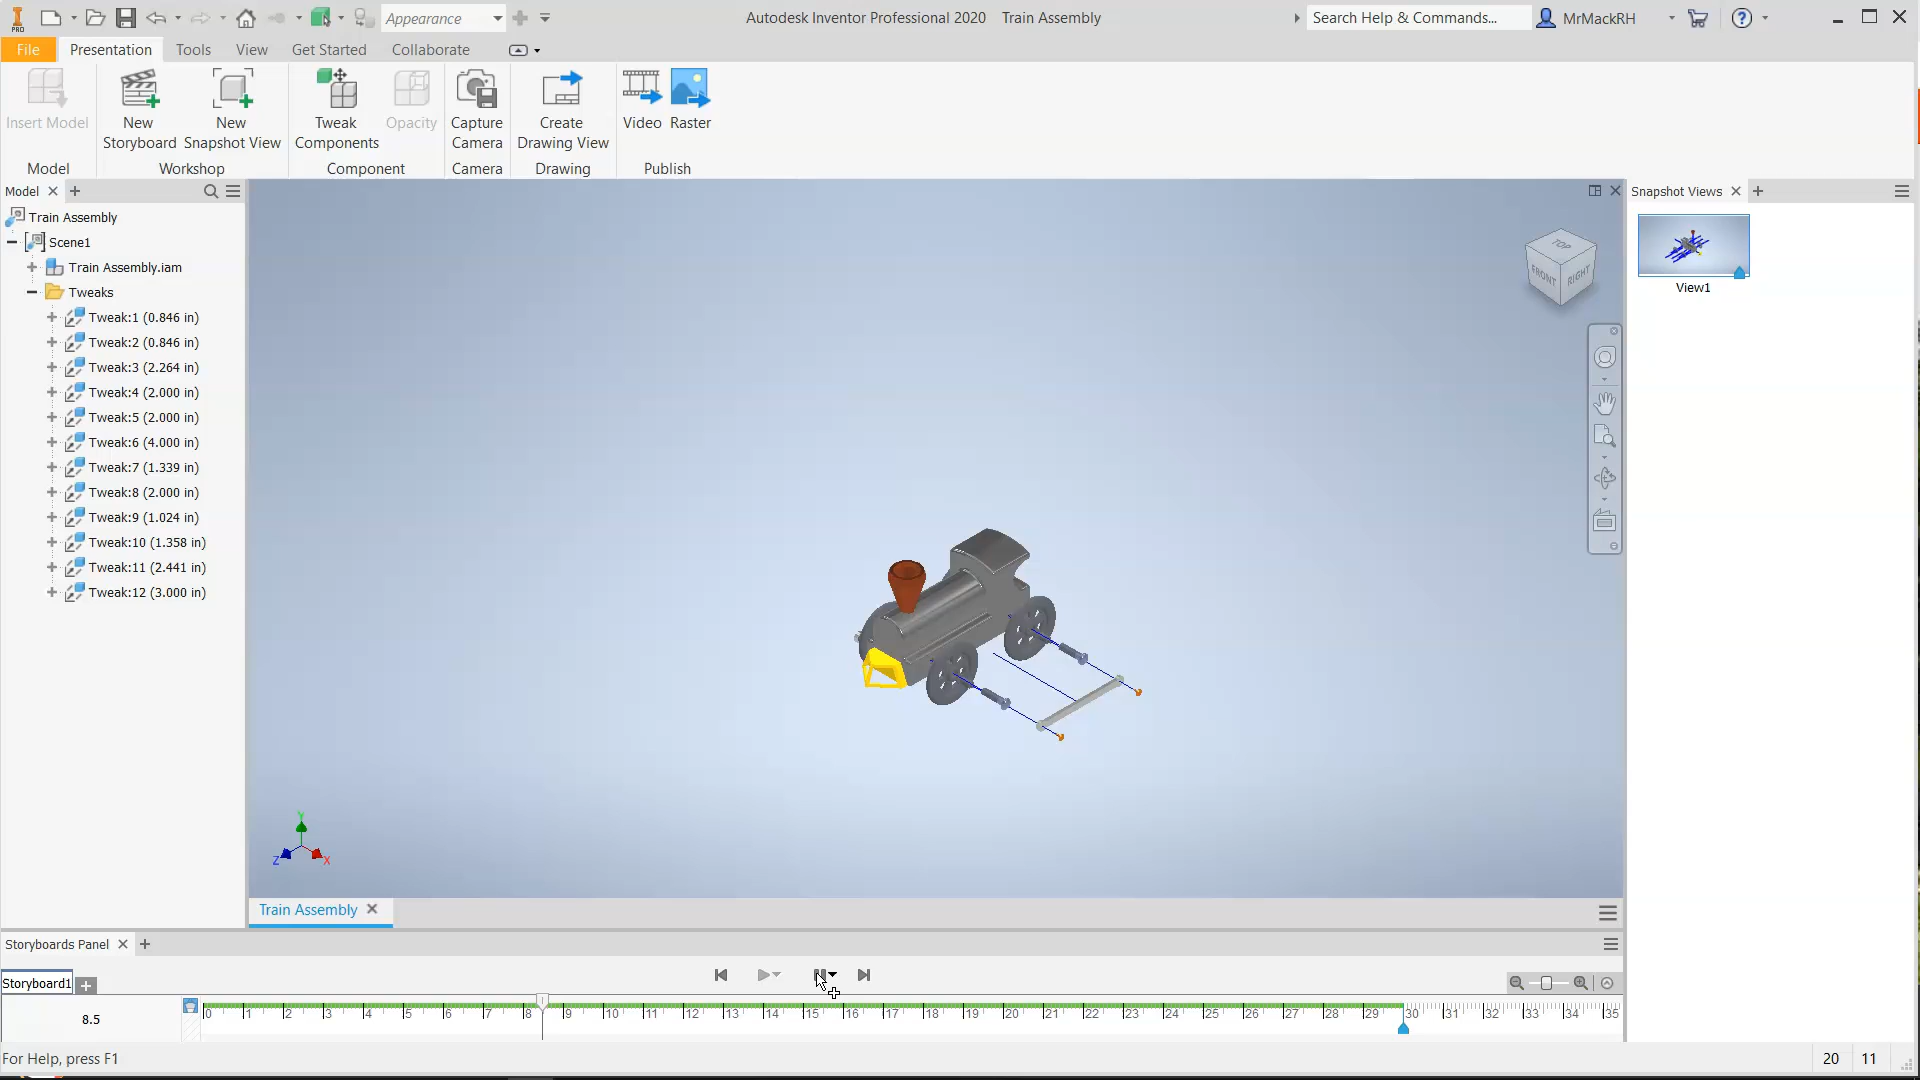 PRO
Appearance
Autodesk Inventor Professional 2020 Train Assembly
Search Help & Commands...
MrMackRH
File
Presentation
Tools
View
Get Started
Collaborate
Insert Model
New
Storyboard
New
Snapshot View
Tweak
Components
Opacity
Capture
Camera
Create
Drawing View
Video
Raster
Model
Workshop
Component
Camera
Drawing
Publish
Model
Train Assembly
Scene1
Train Assembly.iam
Tweaks
Tweak:1 (0.846 in)
Tweak:2 (0.846 in)
Tweak:3 (2.264 in)
Tweak:4 (2.000 in)
Tweak:5 (2.000 in)
Tweak:6 (4.000 in)
Tweak:7 (1.339 in)
Tweak:8 (2.000 in)
Tweak:9 (1.024 in)
Tweak:10 (1.358 in)
Tweak:11 (2.441 in)
Tweak:12 (3.000 in)
TOP
FRONT
RIGHT
Y
Z
X
Snapshot Views
View1
Train Assembly
Storyboards Panel
Storyboard1
8.5
0 1 2 3 4 5 6 7 8 9 10 11 12 13 14 15 16 17 18 19 20 21 22 23 24 25 26 27 28 29 30 31 32 33 34 35
For Help, press F1
20 11